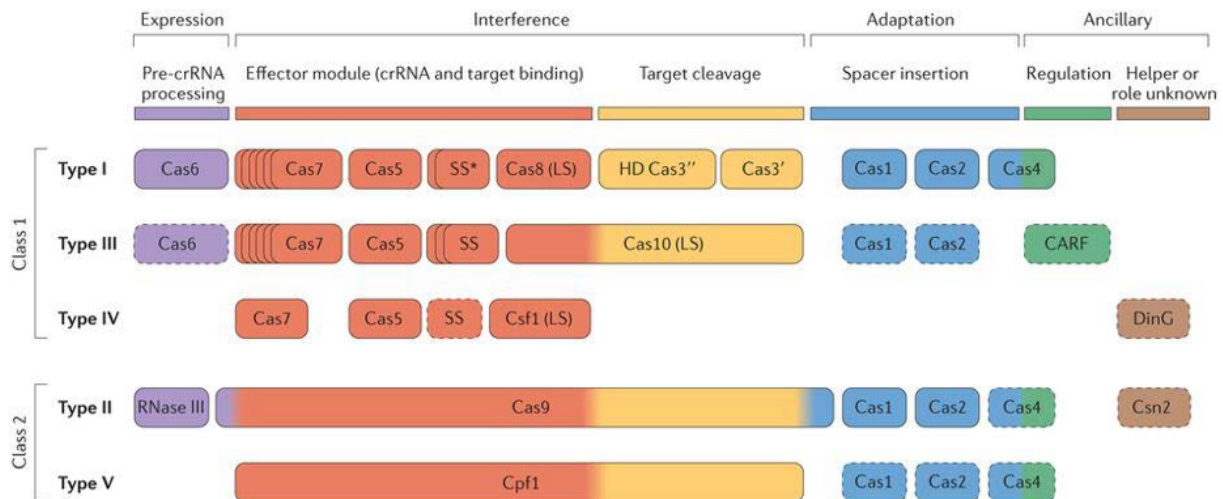 Expression Interference Adaptation Ancillary
Pre-crRNA processing Effector module (crRNA and target binding) Target cleavage Spacer insertion Regulation Helper or role unknown
Class 1
Type I Cas6 Cas7 Cas5 SS* Cas8 (LS) HD Cas3′′ Cas3′ Cas1 Cas2 Cas4
Type III Cas6 Cas7 Cas5 SS Cas10 (LS) Cas1 Cas2 CARF
Type IV Cas7 Cas5 SS Csf1 (LS) DinG
Class 2
Type II RNase III Cas9 Cas1 Cas2 Cas4 Csn2
Type V Cpf1 Cas1 Cas2 Cas4